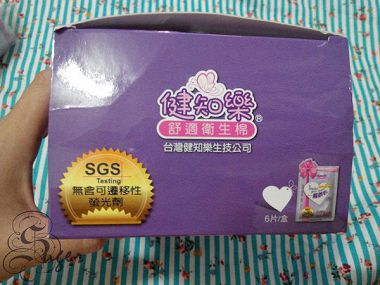 健知樂®
舒適衛生棉
台灣健知樂生技公司
SGS
Testing
無含可遷移性
螢光劑
6片/盒
Suger